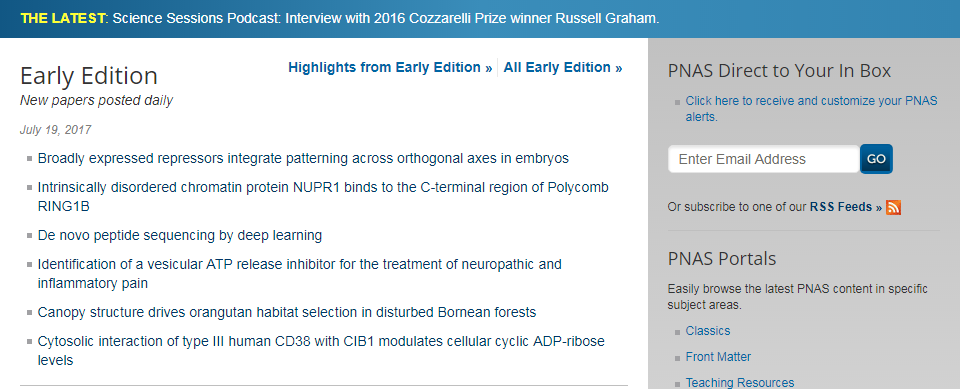 THE LATEST: Science Sessions Podcast: Interview with 2016 Cozzarelli Prize winner Russell Graham.
Early Edition
Highlights from Early Edition » All Early Edition »
New papers posted daily
July 19, 2017
Broadly expressed repressors integrate patterning across orthogonal axes in embryos
Intrinsically disordered chromatin protein NUPR1 binds to the C-terminal region of Polycomb
RING1B
De novo peptide sequencing by deep learning
Identification of a vesicular ATP release inhibitor for the treatment of neuropathic and
inflammatory pain
Canopy structure drives orangutan habitat selection in disturbed Bornean forests
Cytosolic interaction of type III human CD38 with CIB1 modulates cellular cyclic ADP-ribose
levels
PNAS Direct to Your In Box
Click here to receive and customize your PNAS
alerts.
Enter Email Address GO
Or subscribe to one of our RSS Feeds »
PNAS Portals
Easily browse the latest PNAS content in specific
subject areas.
Classics
Front Matter
Teaching Resources